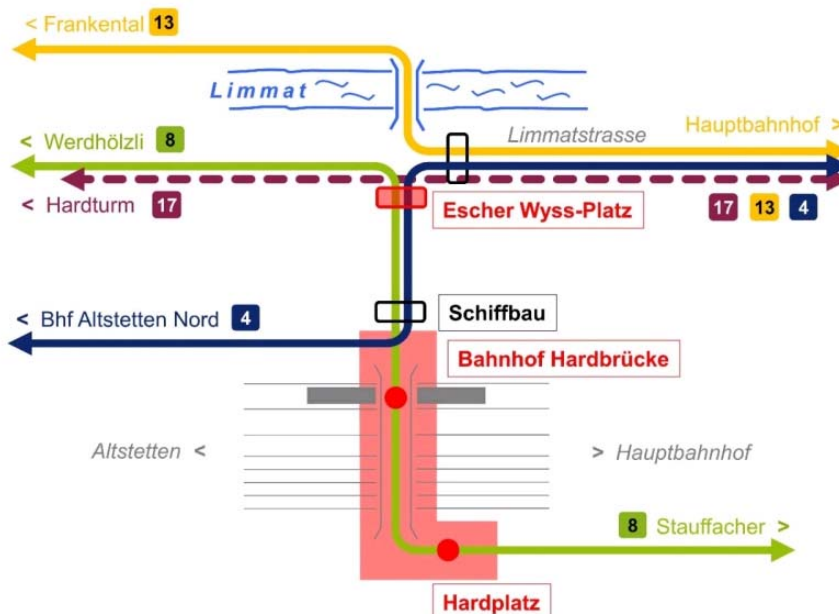 < Frankental 13
Limmat
Limmatstrasse
Hauptbahnhof >
< Werdhölzli 8
< Hardturm 17
Escher Wyss-Platz
17 13 4
< Bhf Altstetten Nord 4
Schiffbau
Bahnhof Hardbrücke
Altstetten <
> Hauptbahnhof
8 Stauffacher >
Hardplatz